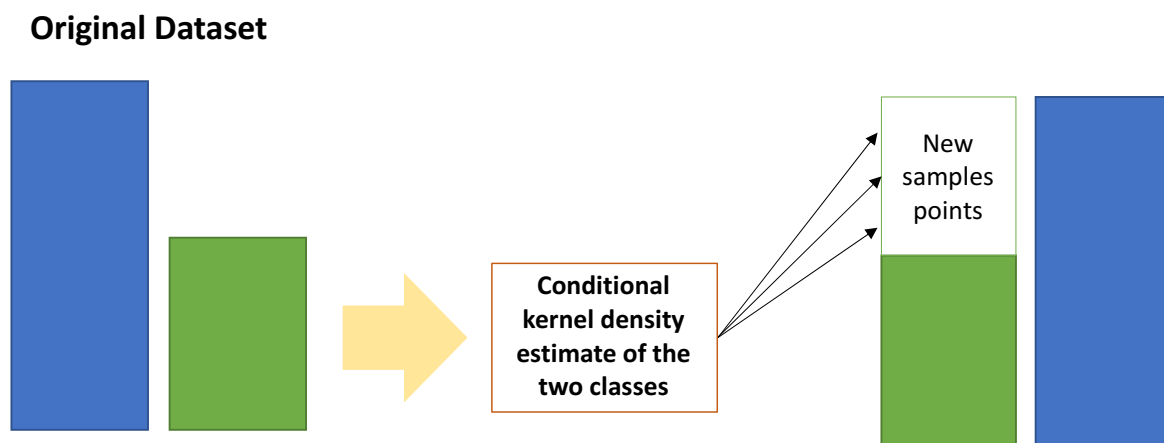 Original Dataset
New
samples
points
Conditional
kernel density
estimate of the
two classes